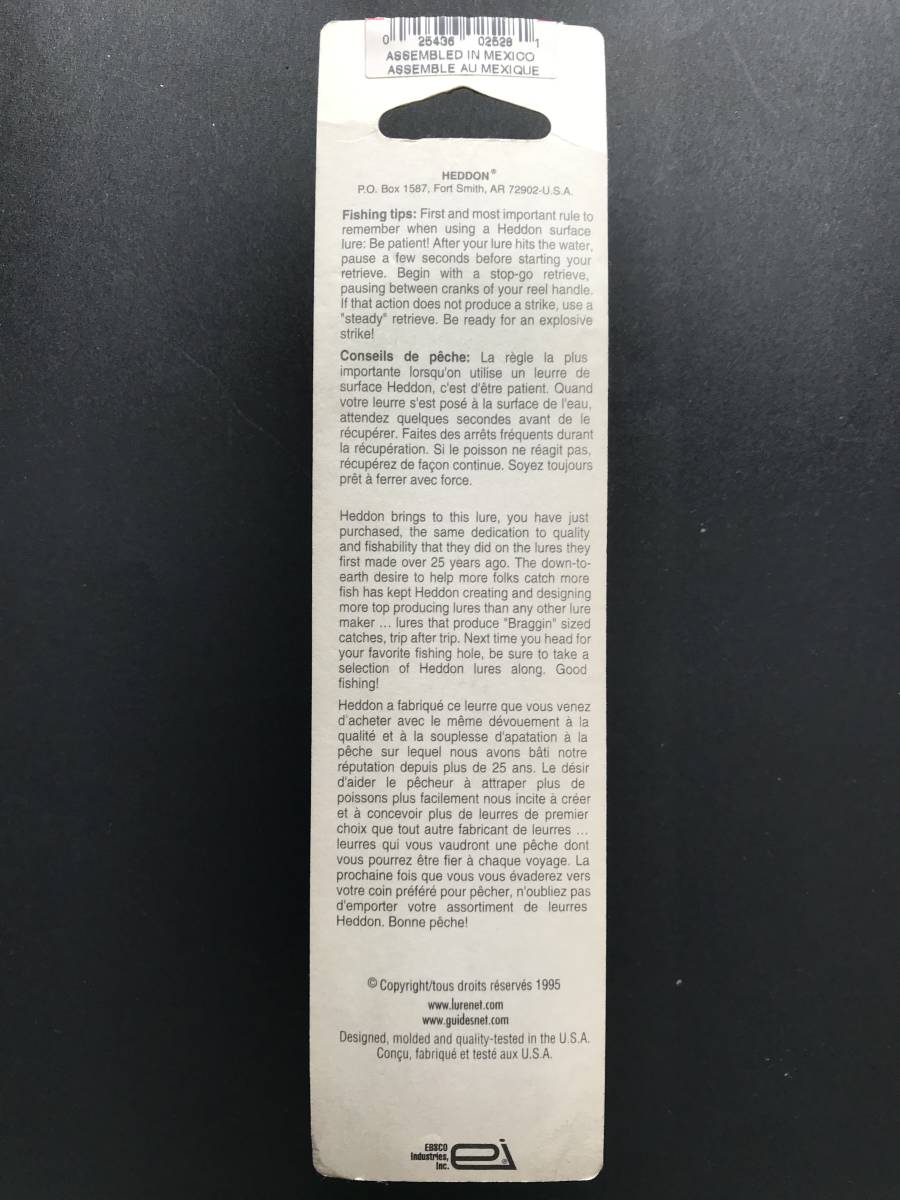 0 25436 02528 1
ASSEMBLED IN MEXICO
ASSEMBLE AU MEXIQUE
HEDDON®
P.O. Box 1587, Fort Smith, AR 72902-U.S.A.
Fishing tips: First and most important rule to
remember when using a Heddon surface
lure: Be patient! After your lure hits the water,
pause a few seconds before starting your
retrieve. Begin with a stop-go retrieve,
pausing between cranks of your reel handle.
If that action does not produce a strike, use a
"steady" retrieve. Be ready for an explosive
strike!
Conseils de pêche: La règle la plus
importante lorsqu'on utilise un leurre de
surface Heddon, c'est d'être patient. Quand
votre leurre s'est posé à la surface de l'eau,
attendez quelques secondes avant de le
récupérer. Faites des arrêts fréquents durant
la récupération. Si le poisson ne réagit pas,
récupérez de façon continue. Soyez toujours
prêt à ferrer avec force.
Heddon brings to this lure, you have just
purchased, the same dedication to quality
and fishability that they did on the lures they
first made over 25 years ago. The down-to-
earth desire to help more folks catch more
fish has kept Heddon creating and designing
more top producing lures than any other lure
maker ... lures that produce "Braggin" sized
catches, trip after trip. Next time you head for
your favorite fishing hole, be sure to take a
selection of Heddon lures along. Good
fishing!
Heddon a fabriqué ce leurre que vous venez
d'acheter avec le même dévouement à la
qualité et à la souplesse d'apatation à la
pêche sur lequel nous avons bâti notre
réputation depuis plus de 25 ans. Le désir
d'aider le pêcheur à attraper plus de
poissons plus facilement nous incite à créer
et à concevoir plus de leurres de premier
choix que tout autre fabricant de leurres ...
leurres qui vous vaudront une pêche dont
vous pourrez être fier à chaque voyage. La
prochaine fois que vous vous évaderez vers
votre coin préféré pour pêcher, n'oubliez pas
d'emporter votre assortiment de leurres
Heddon. Bonne pêche!
© Copyright/tous droits réservés 1995
www.lurenet.com
www.guidesnet.com
Designed, molded and quality-tested in the U.S.A.
Conçu, fabriqué et testé aux U.S.A.
EBSCO
Industries,
Inc.
ei®